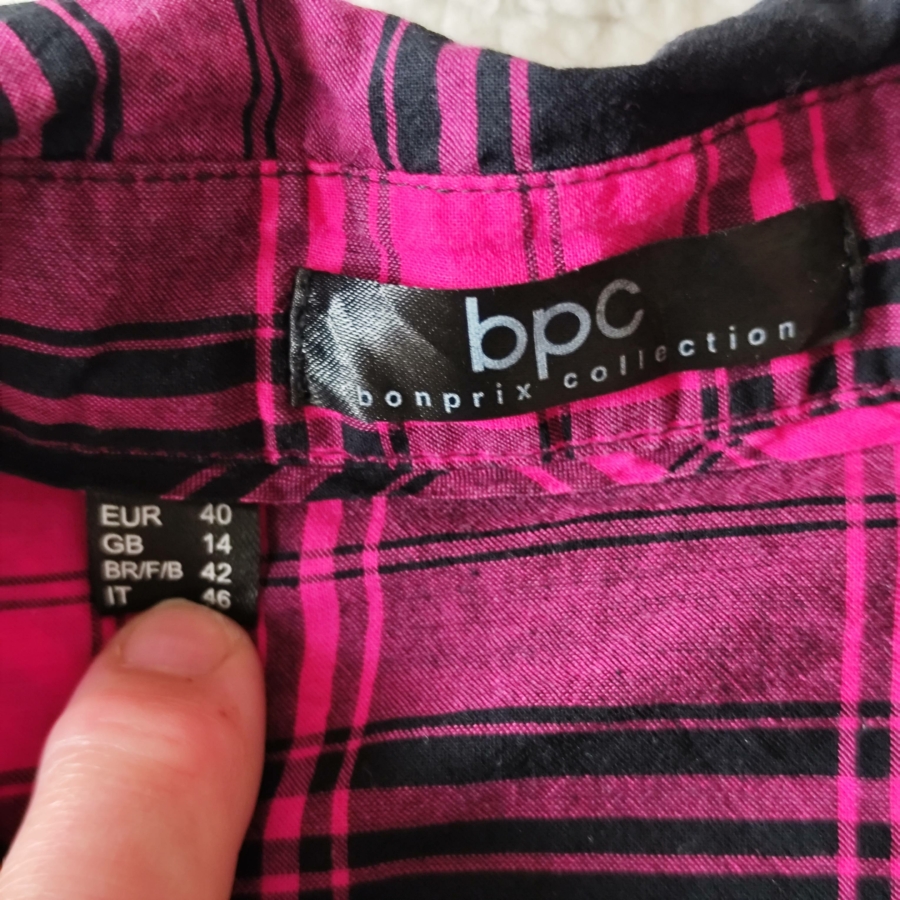 bpc
bonprix collection
EUR 40
GB 14
BR/F/B 42
IT 46